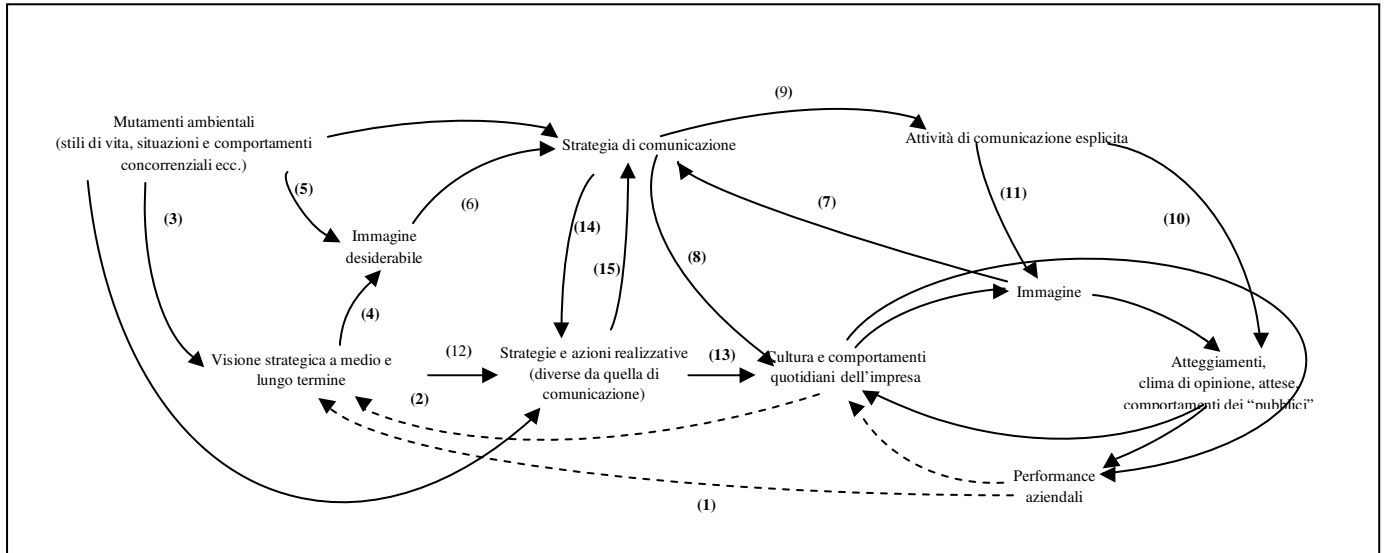 (9)
Mutamenti ambientali
(stili di vita, situazioni e comportamenti
concorrenziali ecc.)
Strategia di comunicazione
Attività di comunicazione esplicita
(5)
(6)
(7)
(11)
(3)
(10)
(14)
Immagine
desiderabile
(8)
(15)
Immagine
(4)
Visione strategica a medio e
lungo termine
(12)
Strategie e azioni realizzative
(diverse da quella di
comunicazione)
(13)
Cultura e comportamenti
quotidiani dell’impresa
Atteggiamenti,
clima di opinione, attese,
comportamenti dei “pubblici”
(2)
Performance
aziendali
(1)